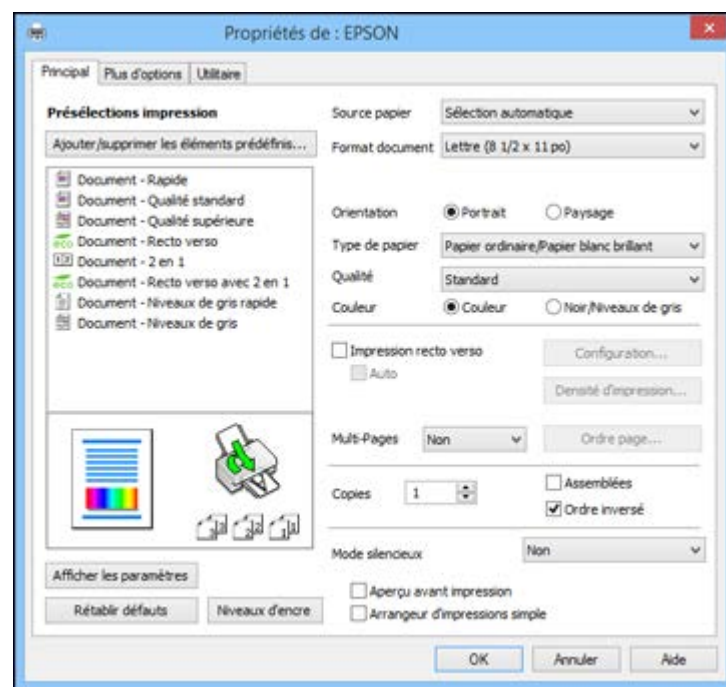 Propriétés de : EPSON
Principal Plus d'options Utilitaire
Présélections impression
Ajouter/supprimer les éléments prédéfinis...
Document - Rapide
Document - Qualité standard
Document - Qualité supérieure
eco Document - Recto verso
Document - 2 en 1
eco Document - Recto verso avec 2 en 1
Document - Niveaux de gris rapide
Document - Niveaux de gris
Afficher les paramètres
Rétablir défauts Niveaux d'encre
Source papier Sélection automatique
Format document Lettre (8 1/2 x 11 po)
Orientation Portrait Paysage
Type de papier Papier ordinaire/Papier blanc brillant
Qualité Standard
Couleur Couleur Noir/Niveaux de gris
Impression recto verso Configuration...
Auto
Densité d'impression...
Multi-Pages Non Ordre page...
Copies 1 Assemblées
Ordre inversé
Mode silencieux Non
Aperçu avant impression
Arrangeur d'impressions simple
OK Annuler Aide